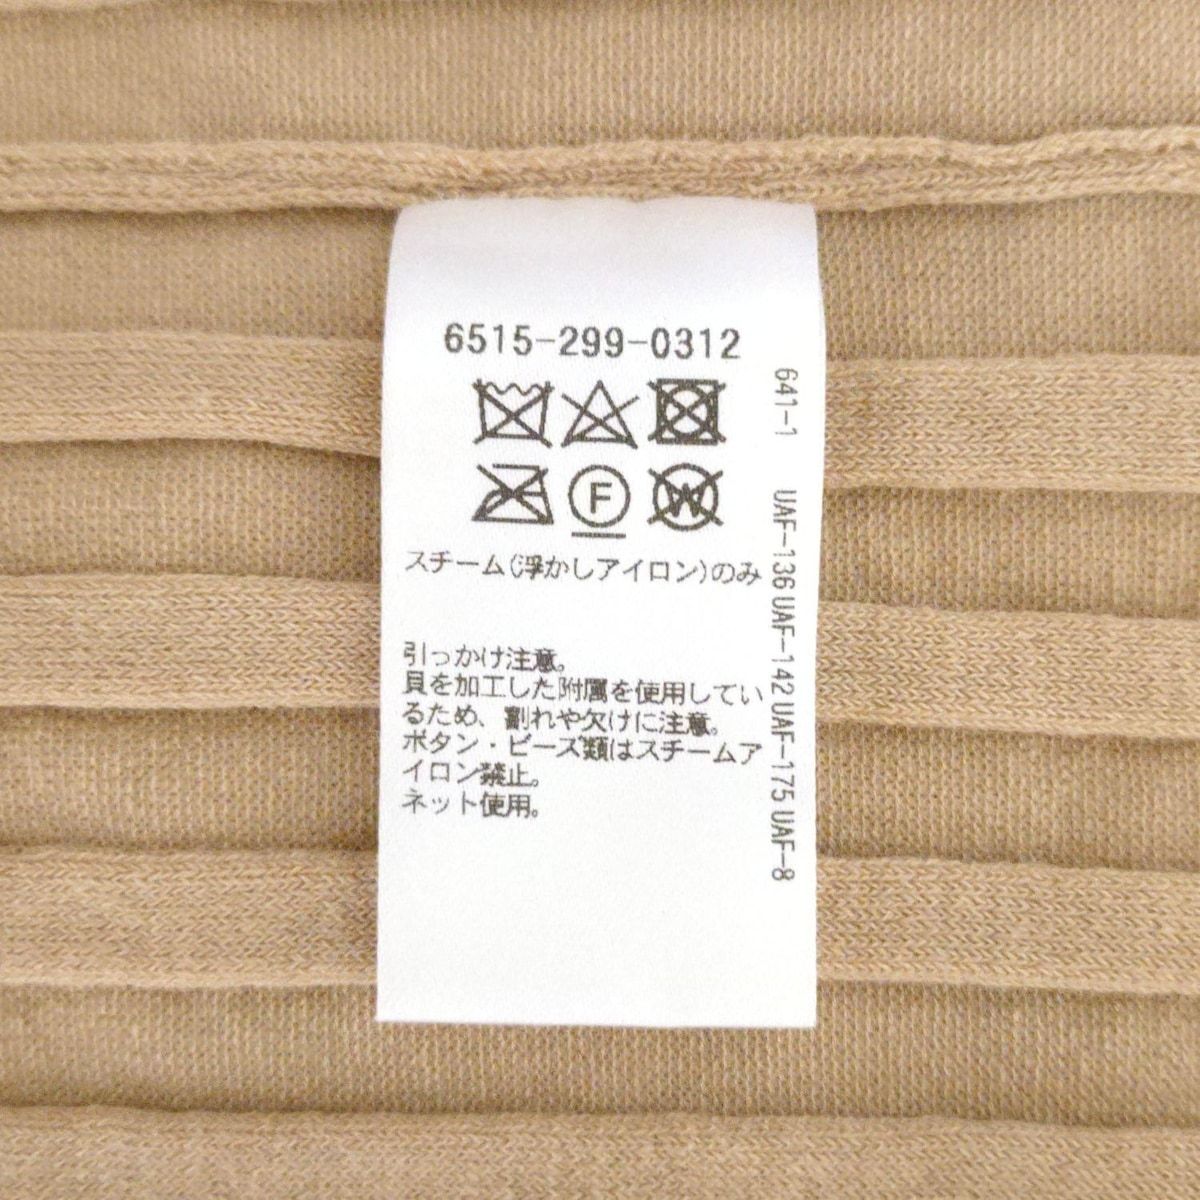 6515-299-0312
F
W
スチーム(浮かしアイロン)のみ
引っかけ注意。
貝を加工した附属を使用してい
るため、割れや欠けに注意。
ボタン・ビーズ類はスチームア
イロン禁止。
ネット使用。
641-1 UAF-136 UAF-142 UAF-175 UAF-8